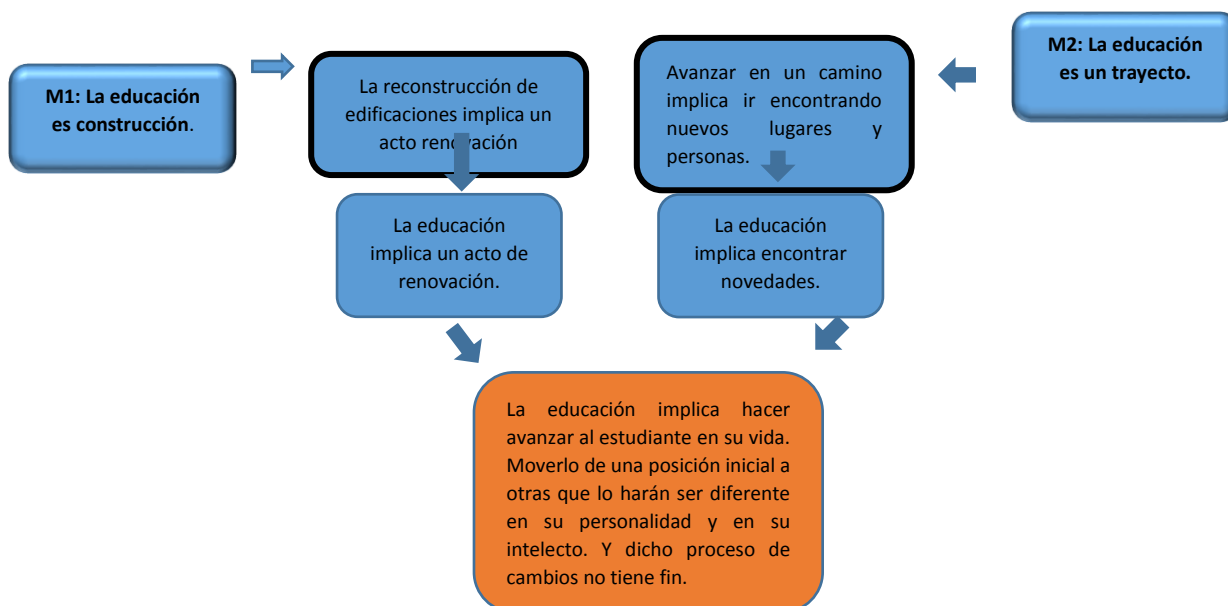 M1: La educación
es construcción.
La reconstrucción de
edificaciones implica un
acto renovación
La educación
implica un acto de
renovación.
M2: La educación
es un trayecto.
Avanzar en un camino
implica ir encontrando
nuevos lugares y
personas.
La educación
implica encontrar
novedades.
La educación implica hacer
avanzar al estudiante en su vida.
Moverlo de una posición inicial a
otras que lo harán ser diferente
en su personalidad y en su
intelecto. Y dicho proceso de
cambios no tiene fin.